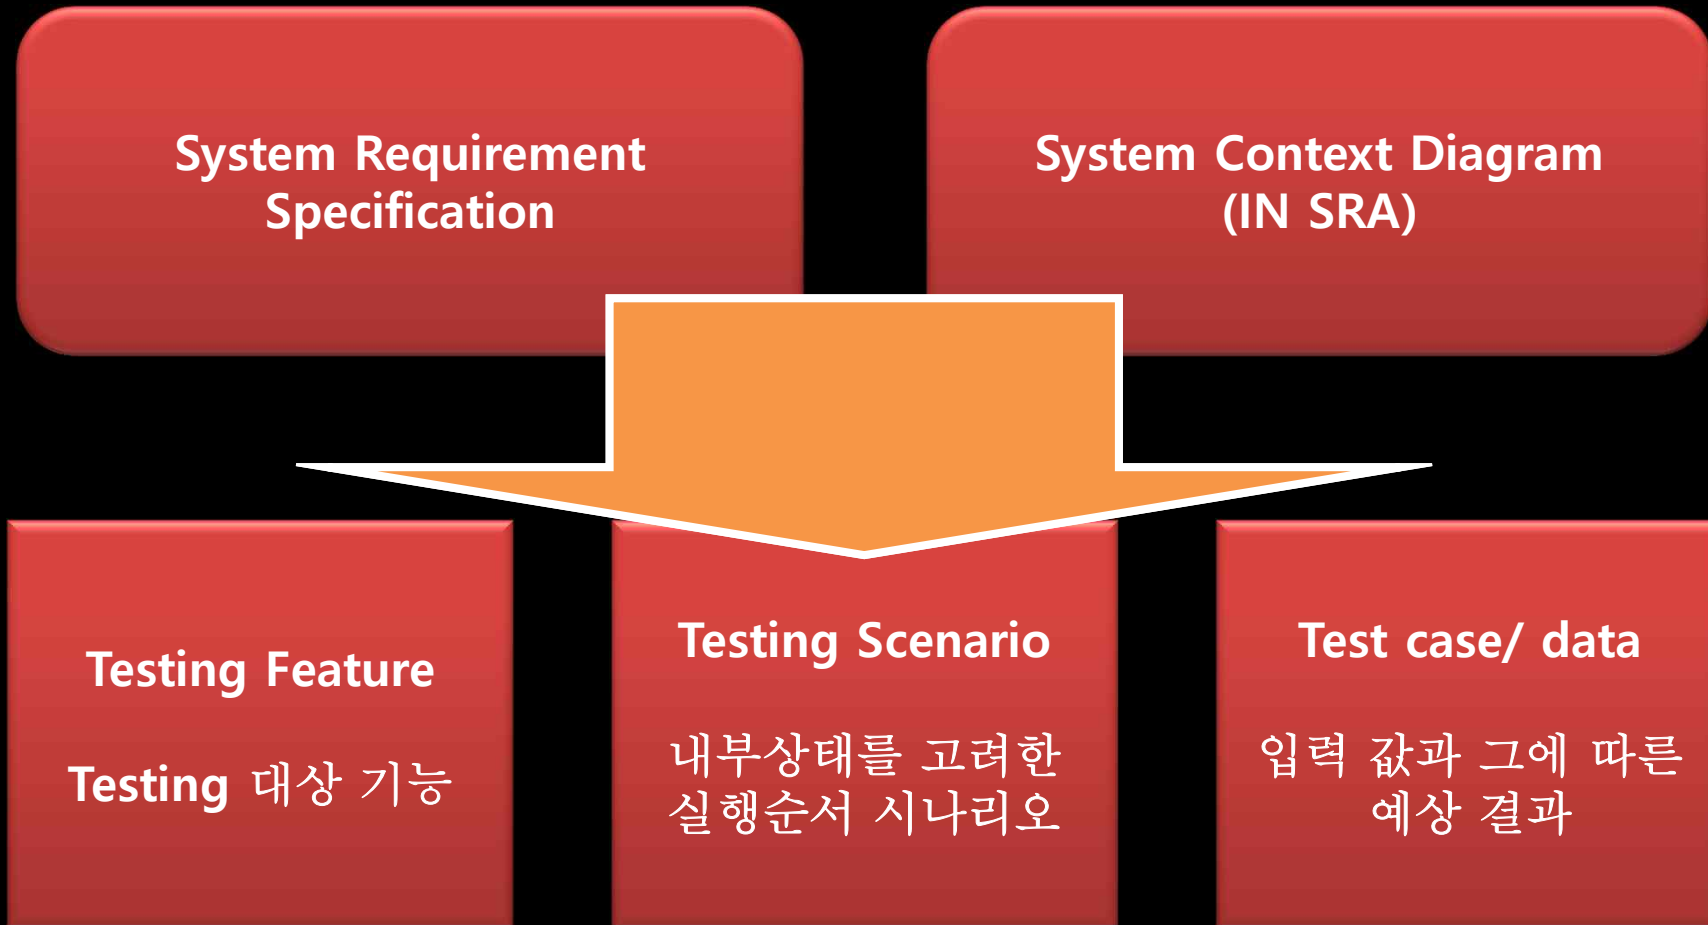 System Requirement
Specification
System Context Diagram
(IN SRA)
Testing Feature
Testing 대상 기능
Testing Scenario
내부상태를 고려한
실행순서 시나리오
Test case/ data
입력 값과 그에 따른
예상 결과